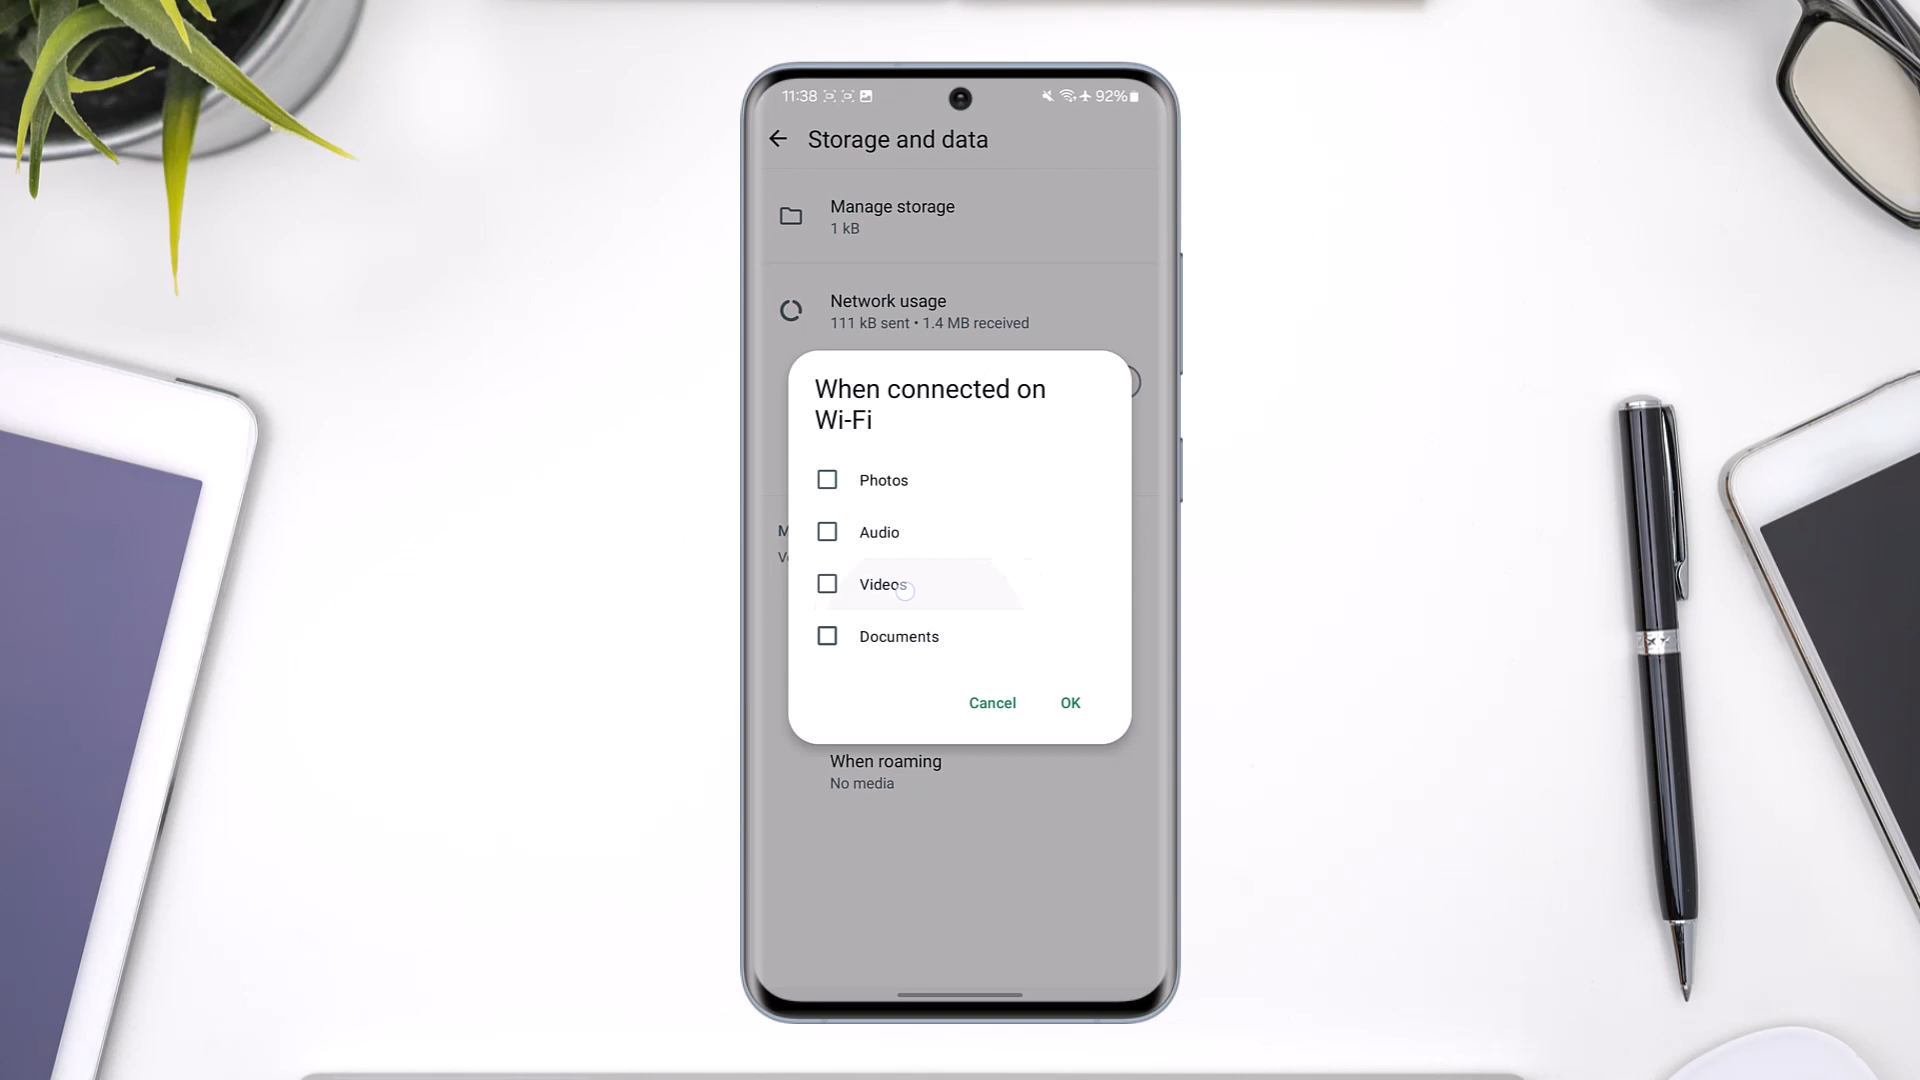 11:38
92%
Storage and data
Manage storage
1 kB
Network usage
111 kB sent • 1.4 MB received
When connected on
Wi-Fi
Photos
Audio
Videos
Documents
Cancel
OK
When roaming
No media